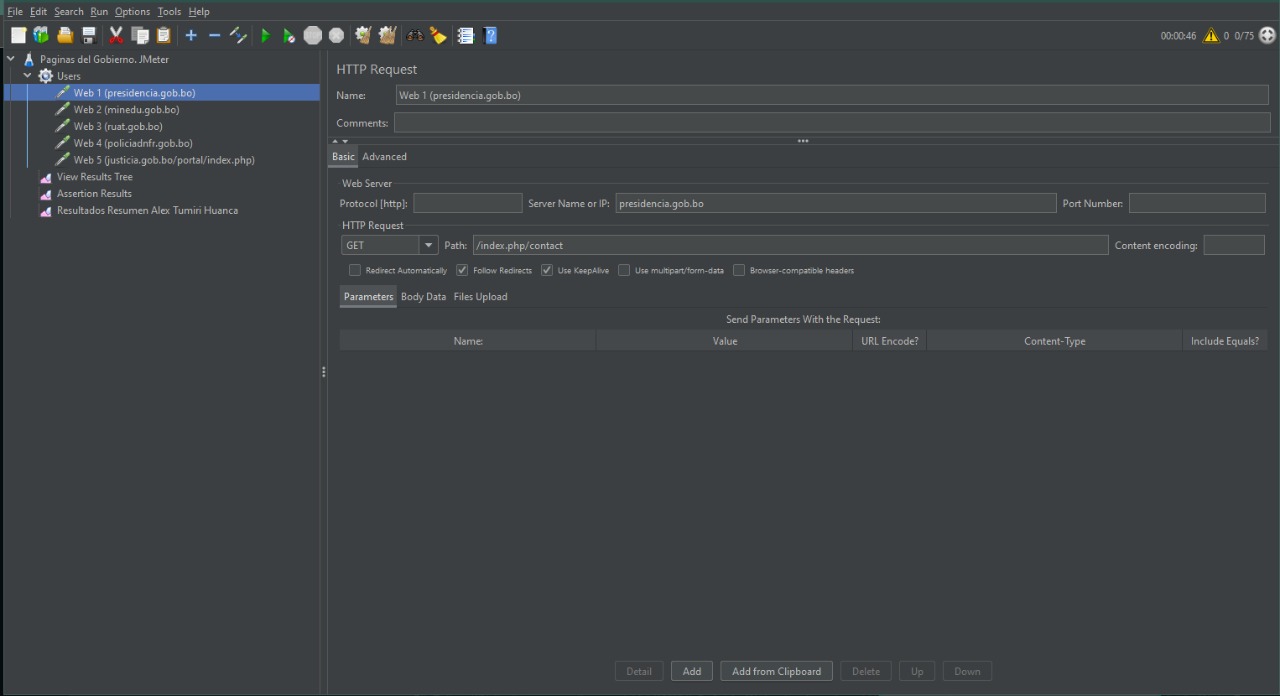 File Edit Search Run Options Tools Help
00:00:46 0 0/75
Paginas del Gobierno. JMeter
Users
Web 1 (presidencia.gob.bo)
Web 2 (minedu.gob.bo)
Web 3 (ruat.gob.bo)
Web 4 (policiadnfr.gob.bo)
Web 5 (justicia.gob.bo/portal/index.php)
View Results Tree
Assertion Results
Resultados Resumen Alex Tumiri Huanca
HTTP Request
Name: Web 1 (presidencia.gob.bo)
Comments:
Basic Advanced
Web Server
Protocol [http]: Server Name or IP: presidencia.gob.bo Port Number:
HTTP Request
GET Path: /index.php/contact Content encoding:
Redirect Automatically Follow Redirects Use KeepAlive Use multipart/form-data Browser-compatible headers
Parameters Body Data Files Upload
Send Parameters With the Request:
Name: Value URL Encode? Content-Type Include Equals?
Detail Add Add from Clipboard Delete Up Down